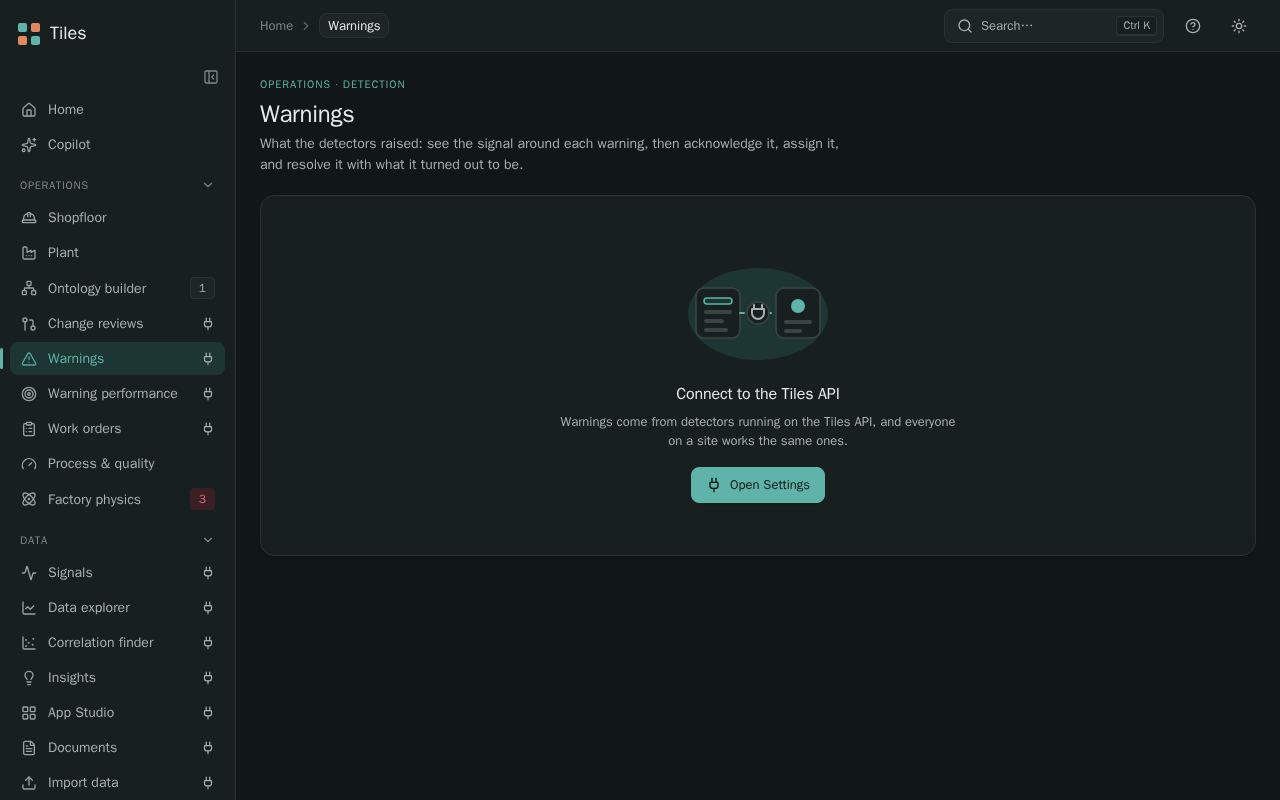 Tiles
Home
Copilot
OPERATIONS
Shopfloor
Plant
Ontology builder 1
Change reviews
Warnings
Warning performance
Work orders
Process & quality
Factory physics 3
DATA
Signals
Data explorer
Correlation finder
Insights
App Studio
Documents
Import data
Home > Warnings
Search… Ctrl K
OPERATIONS · DETECTION
Warnings
What the detectors raised: see the signal around each warning, then acknowledge it, assign it,
and resolve it with what it turned out to be.
Connect to the Tiles API
Warnings come from detectors running on the Tiles API, and everyone
on a site works the same ones.
Open Settings